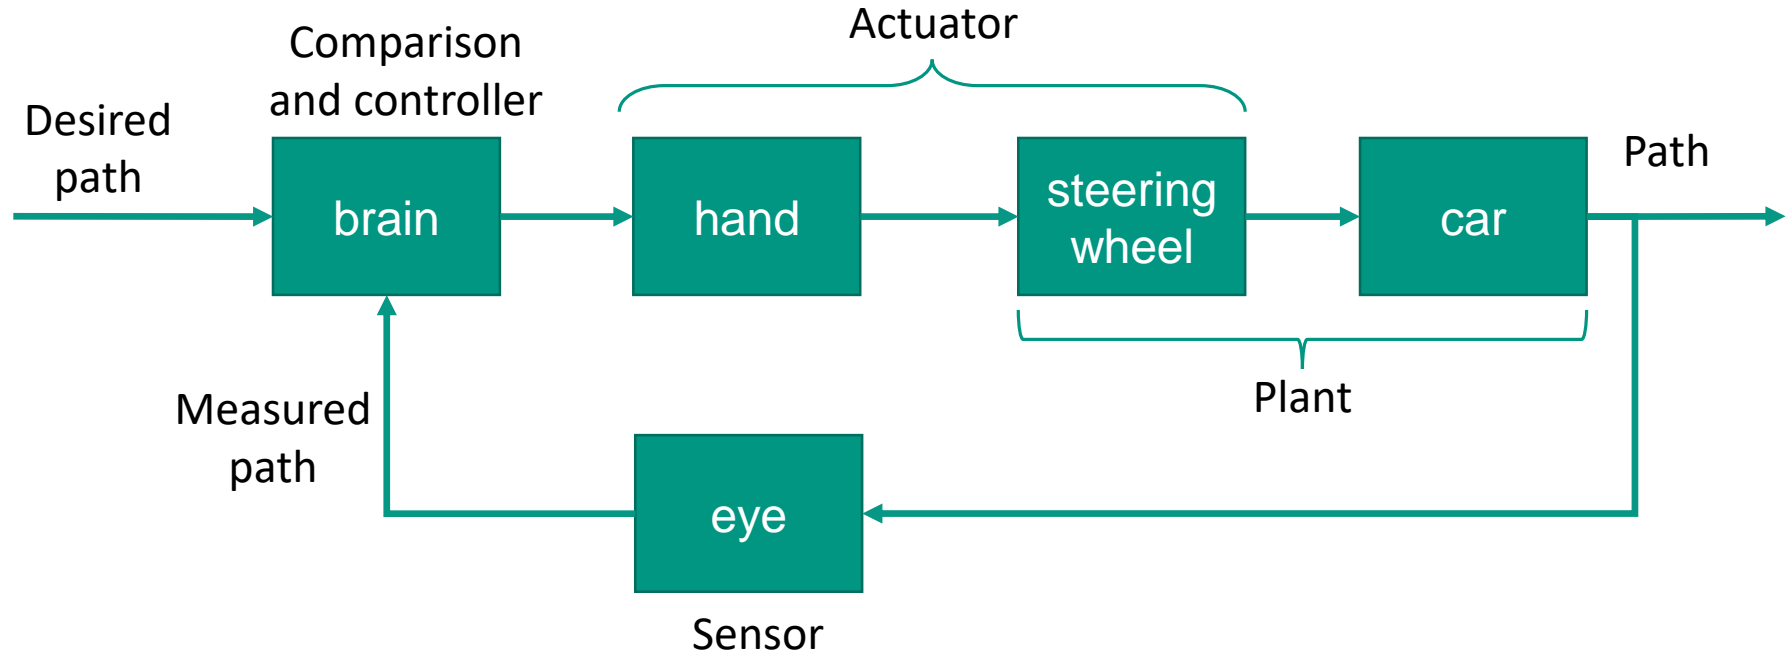 Actuator
Comparison
and controller
Desired
path
brain
hand
steering
wheel
car
Path
Plant
Measured
path
eye
Sensor